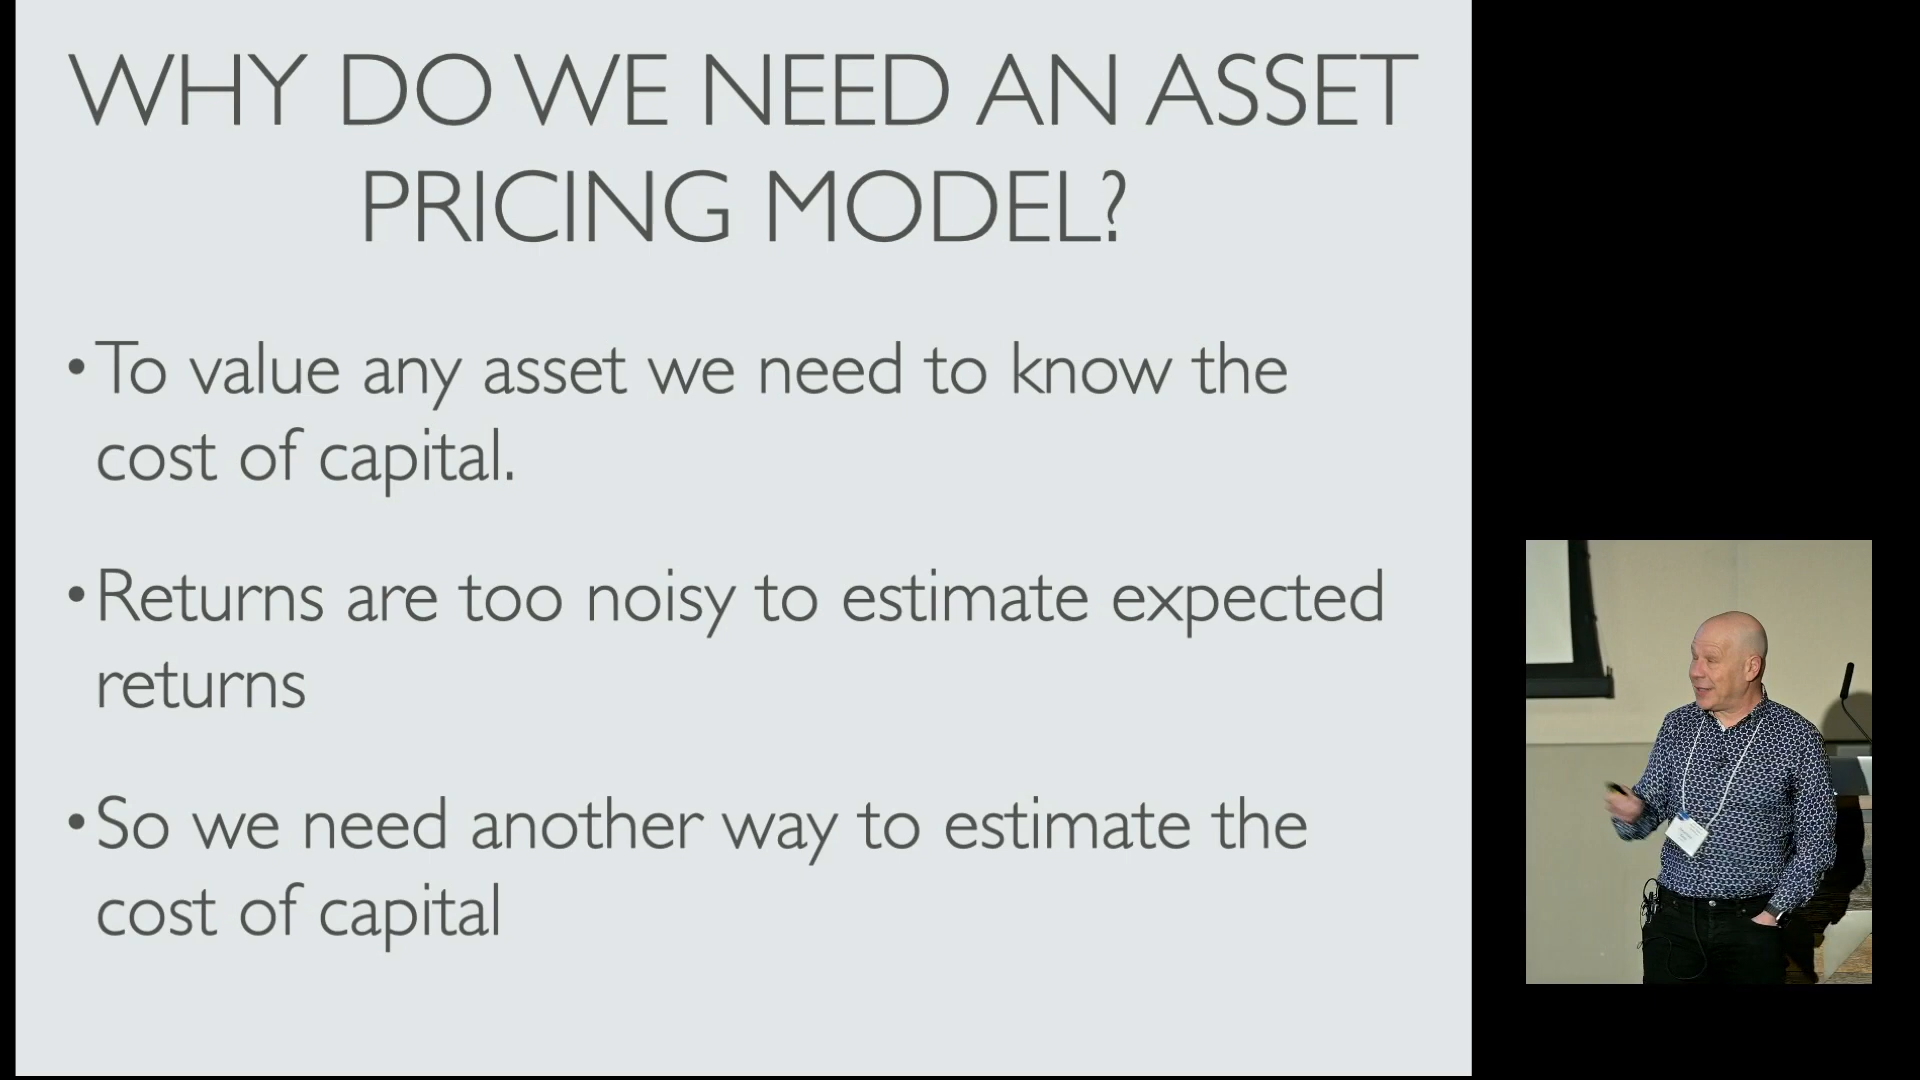 WHY DO WE NEED AN ASSET
PRICING MODEL?
• To value any asset we need to know the
cost of capital.
• Returns are too noisy to estimate expected
returns
• So we need another way to estimate the
cost of capital